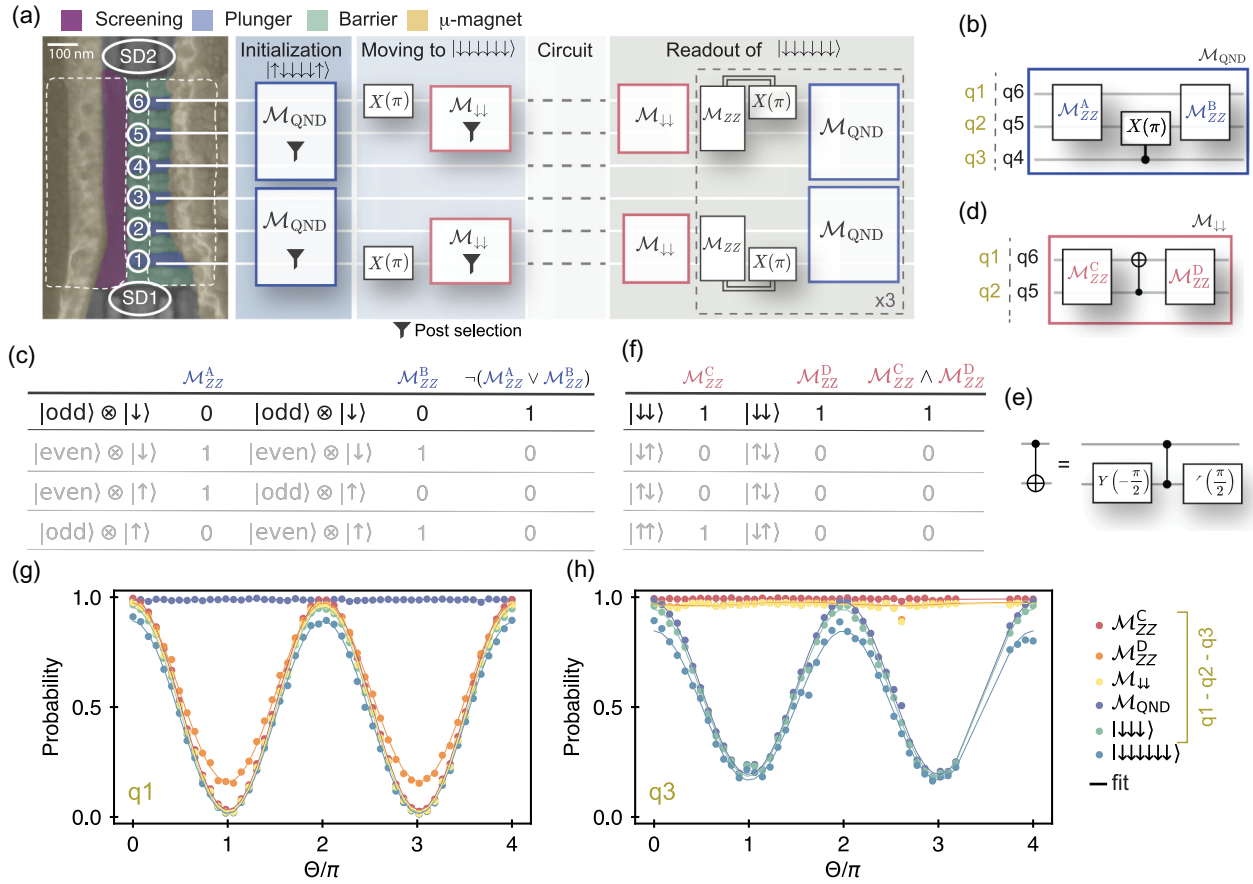 (a)
Screening Plunger Barrier μ-magnet
100 nm
SD2
6
5
4
3
2
1
SD1
Initialization
|↑↓↓↓↓↑⟩
Moving to |↓↓↓↓↓↓⟩
Circuit
Readout of |↓↓↓↓↓↓⟩
M_QND
M_QND
X(π)
M_↓↓
X(π)
M_↓↓
M_↓↓
M_ZZ
X(π)
M_QND
M_↓↓
M_ZZ
X(π)
M_QND
x3
Post selection
(b)
M_QND
q1 q6
q2 q5
q3 q4
M^A_ZZ
X(π)
M^B_ZZ
(d)
M_↓↓
q1 q6
q2 q5
M^C_ZZ
M^D_ZZ
(c)
M^A_ZZ M^B_ZZ ¬(M^A_ZZ ∨ M^B_ZZ)
|odd⟩ ⊗ |↓⟩ 0 |odd⟩ ⊗ |↓⟩ 0 1
|even⟩ ⊗ |↓⟩ 1 |even⟩ ⊗ |↓⟩ 1 0
|even⟩ ⊗ |↑⟩ 1 |odd⟩ ⊗ |↑⟩ 0 0
|odd⟩ ⊗ |↑⟩ 0 |even⟩ ⊗ |↑⟩ 1 0
(f)
M^C_ZZ M^D_ZZ M^C_ZZ ∧ M^D_ZZ
|↓↓⟩ 1 |↓↓⟩ 1 1
|↓↑⟩ 0 |↑↓⟩ 0 0
|↑↓⟩ 0 |↑↓⟩ 0 0
|↑↑⟩ 1 |↓↑⟩ 0 0
(e)
=
Y(-π/2)
(π/2)
(g)
Probability
1.0
0.5
0.0
q1
0 1 2 3 4
Θ/π
(h)
Probability
1.0
0.5
0.0
q3
0 1 2 3 4
Θ/π
M^C_ZZ
M^D_ZZ
M_↓↓
M_QND
|↓↓↓⟩
|↓↓↓↓↓↓⟩
fit
q1 - q2 - q3